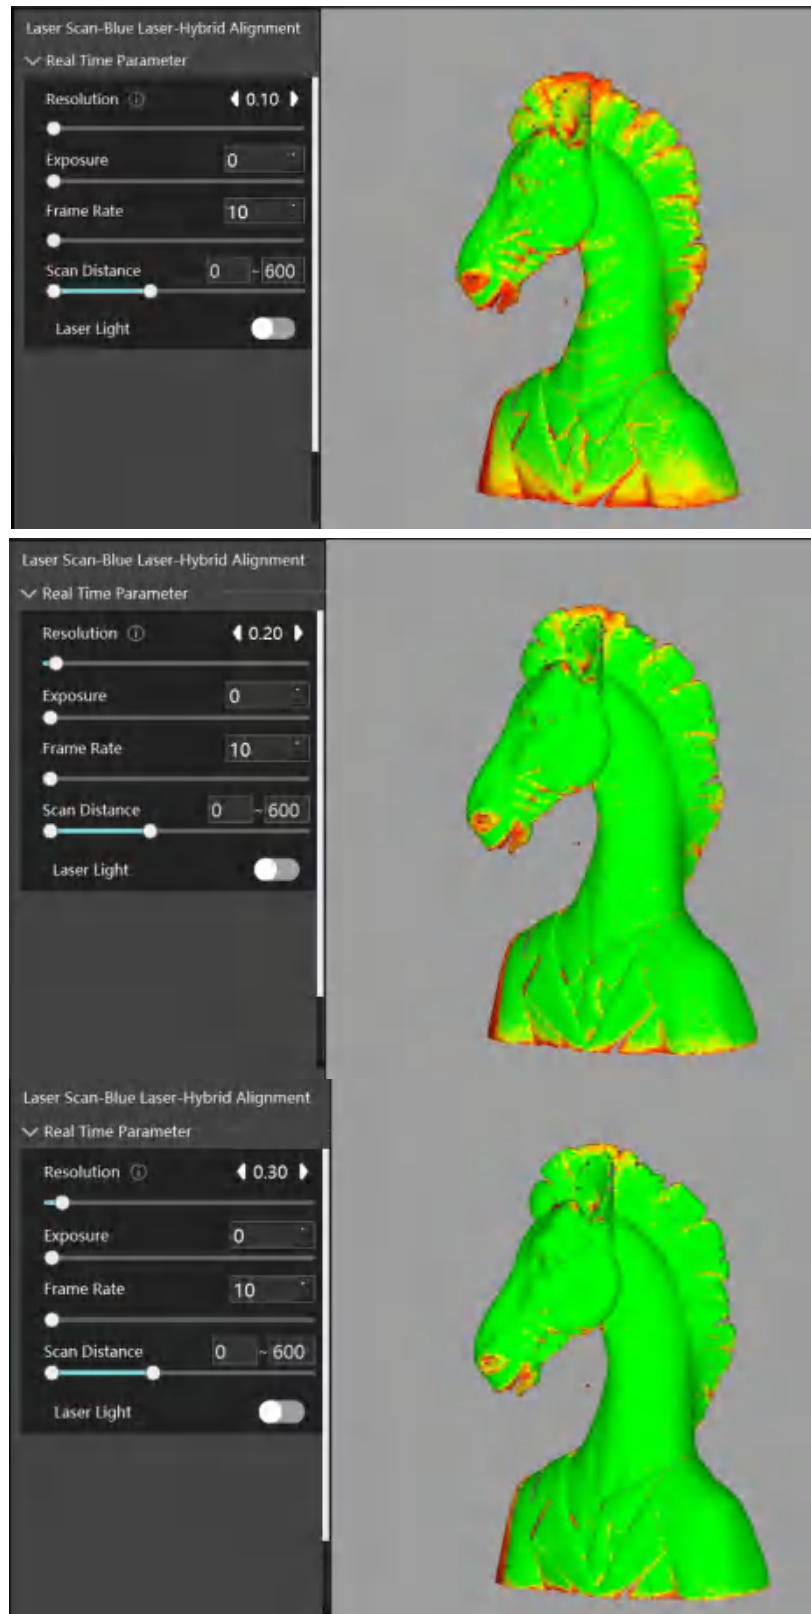 Laser Scan-Blue Laser-Hybrid Alignment
Real Time Parameter
Resolution 0.10
Exposure 0
Frame Rate 10
Scan Distance 0 ~ 600
Laser Light
Laser Scan-Blue Laser-Hybrid Alignment
Real Time Parameter
Resolution 0.20
Exposure 0
Frame Rate 10
Scan Distance 0 ~ 600
Laser Light
Laser Scan-Blue Laser-Hybrid Alignment
Real Time Parameter
Resolution 0.30
Exposure 0
Frame Rate 10
Scan Distance 0 ~ 600
Laser Light